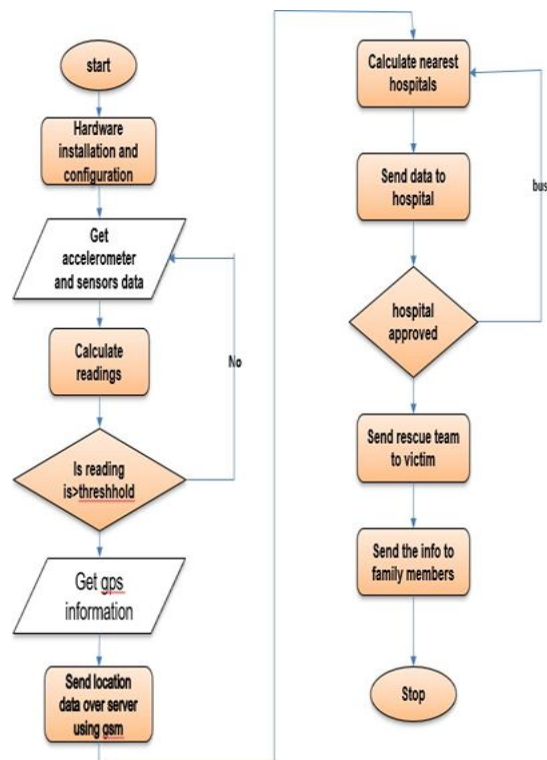 start
Hardware
installation and
configuration
Get
accelerometer
and sensors data
Calculate
readings
No
Is reading
is>threshhold
Get gps
information
Send location
data over server
using gsm
Calculate nearest
hospitals
Send data to
hospital
bus
hospital
approved
Send rescue team
to victim
Send the info to
family members
Stop